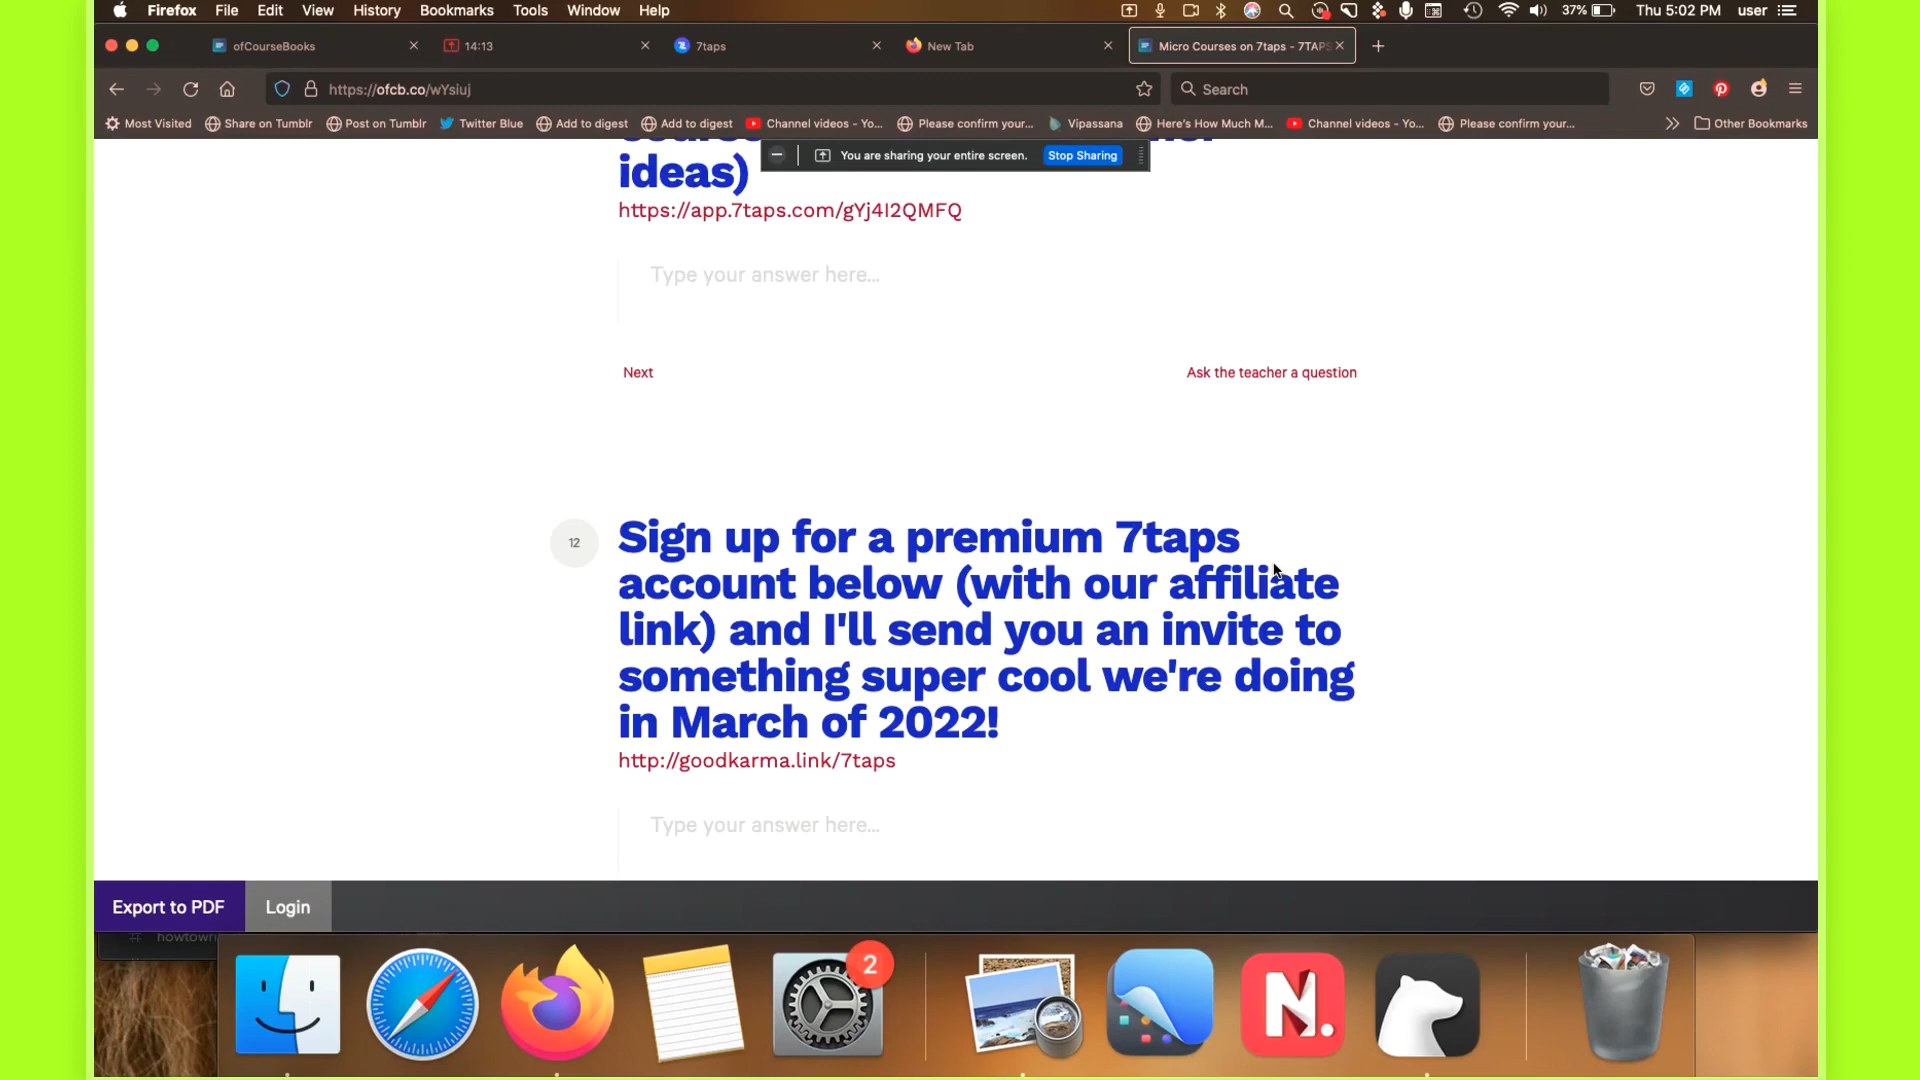 Firefox File Edit View History Bookmarks Tools Window Help 37% Thu 5:02 PM user
ofCourseBooks 14:13 7taps New Tab Micro Courses on 7taps - 7TAPS
https://ofcb.co/wYsiuj Search
Most Visited Share on Tumblr Post on Tumblr Twitter Blue Add to digest Add to digest Channel videos - Yo... Please confirm your... Vipassana Here's How Much M... Channel videos - Yo... Please confirm your... Other Bookmarks
You are sharing your entire screen. Stop Sharing
ideas)
https://app.7taps.com/gYj4I2QMFQ
Type your answer here...
Next Ask the teacher a question
12
Sign up for a premium 7taps
account below (with our affiliate
link) and I'll send you an invite to
something super cool we're doing
in March of 2022!
http://goodkarma.link/7taps
Type your answer here...
Export to PDF Login
# howtowri
2
N.